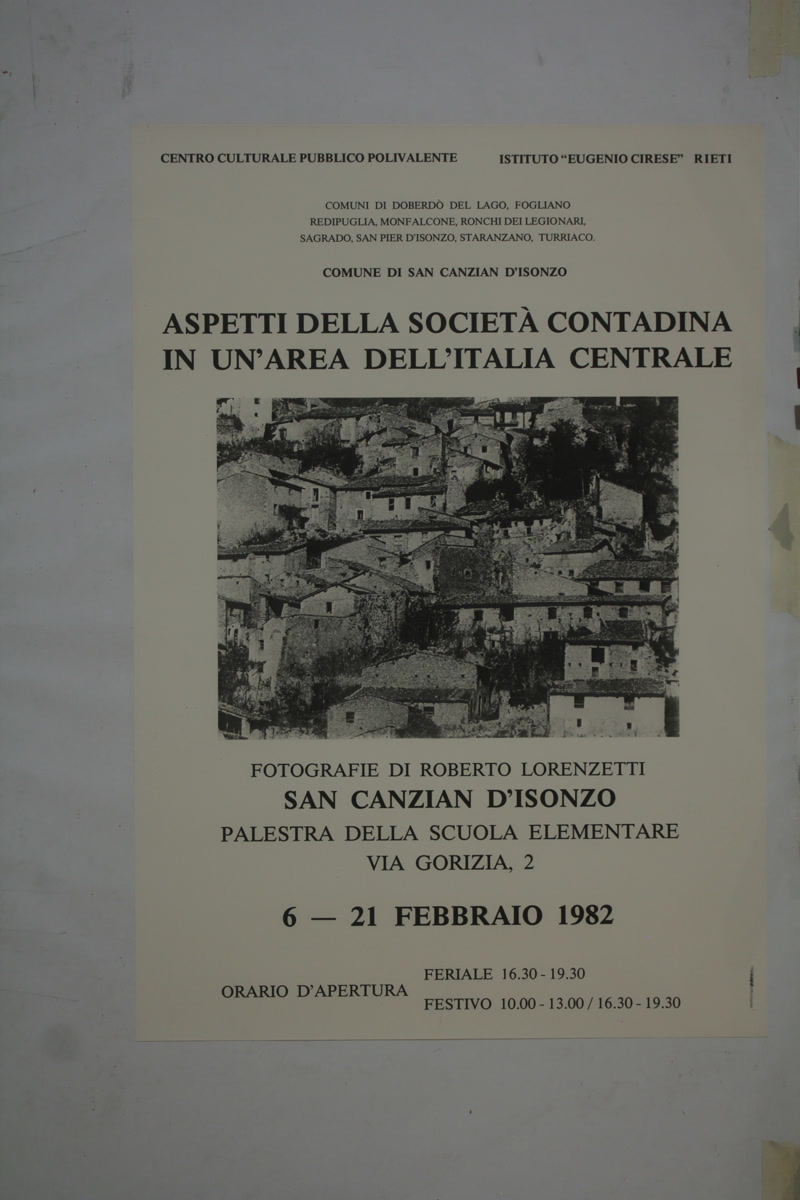 CENTRO CULTURALE PUBBLICO POLIVALENTE ISTITUTO "EUGENIO CIRESE" RIETI
COMUNI DI DOBERDÒ DEL LAGO, FOGLIANO
REDIPUGLIA, MONFALCONE, RONCHI DEI LEGIONARI,
SAGRADO, SAN PIER D'ISONZO, STARANZANO, TURRIACO.
COMUNE DI SAN CANZIAN D'ISONZO
ASPETTI DELLA SOCIETÀ CONTADINA
IN UN'AREA DELL'ITALIA CENTRALE
FOTOGRAFIE DI ROBERTO LORENZETTI
SAN CANZIAN D'ISONZO
PALESTRA DELLA SCUOLA ELEMENTARE
VIA GORIZIA, 2
6 — 21 FEBBRAIO 1982
ORARIO D'APERTURA
FERIALE 16.30 - 19.30
FESTIVO 10.00 - 13.00 / 16.30 - 19.30